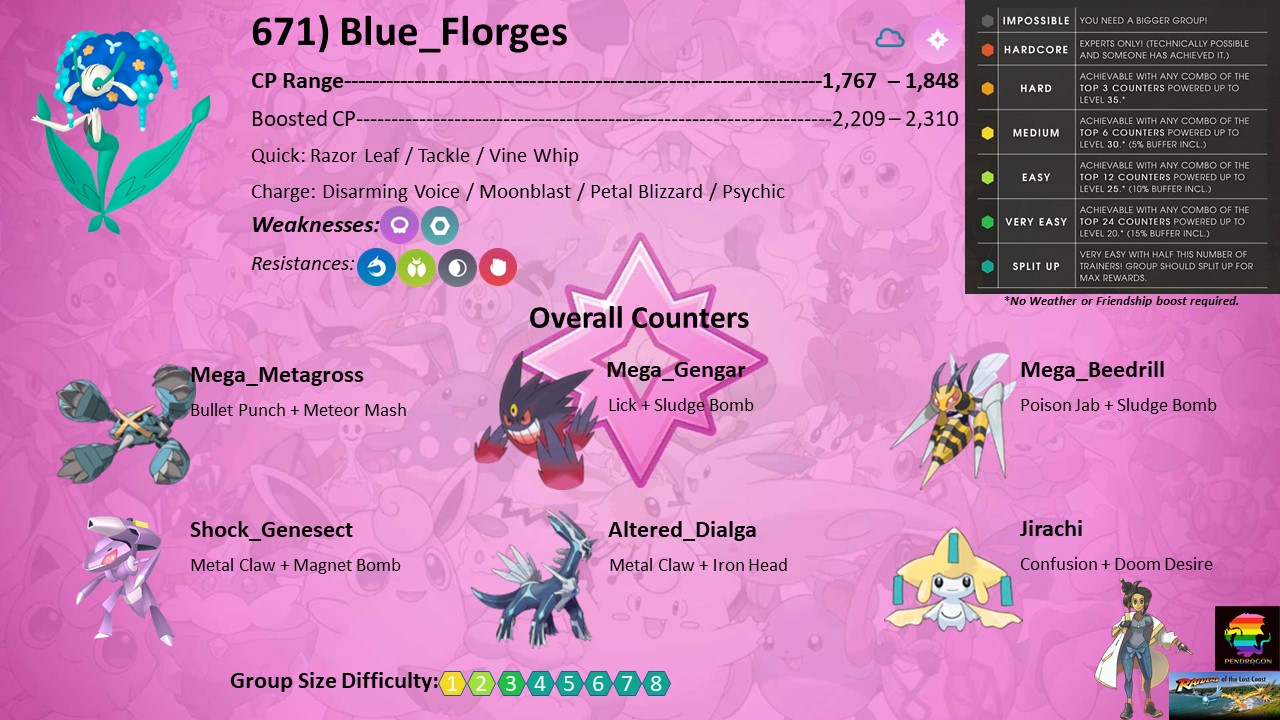 671) Blue_Florges
CP Range--------------------------------------------------------------------------------1,767 – 1,848
Boosted CP--------------------------------------------------------------------------------2,209 – 2,310
Quick: Razor Leaf / Tackle / Vine Whip
Charge: Disarming Voice / Moonblast / Petal Blizzard / Psychic
Weaknesses:
Resistances:
IMPOSSIBLE YOU NEED A BIGGER GROUP!
HARDCORE EXPERTS ONLY! (TECHNICALLY POSSIBLE
AND SOMEONE HAS ACHIEVED IT.)
HARD ACHIEVABLE WITH ANY COMBO OF THE
TOP 3 COUNTERS POWERED UP TO
LEVEL 35.*
MEDIUM ACHIEVABLE WITH ANY COMBO OF THE
TOP 6 COUNTERS POWERED UP TO
LEVEL 30.* (5% BUFFER INCL.)
EASY ACHIEVABLE WITH ANY COMBO OF THE
TOP 12 COUNTERS POWERED UP TO
LEVEL 25.* (10% BUFFER INCL.)
VERY EASY ACHIEVABLE WITH ANY COMBO OF THE
TOP 24 COUNTERS POWERED UP TO
LEVEL 20.* (15% BUFFER INCL.)
SPLIT UP VERY EASY WITH HALF THIS NUMBER OF
TRAINERS! GROUP SHOULD SPLIT UP FOR
MAX REWARDS.
*No Weather or Friendship boost required.
Overall Counters
Mega_Metagross
Bullet Punch + Meteor Mash
Mega_Gengar
Lick + Sludge Bomb
Mega_Beedrill
Poison Jab + Sludge Bomb
Shock_Genesect
Metal Claw + Magnet Bomb
Altered_Dialga
Metal Claw + Iron Head
Jirachi
Confusion + Doom Desire
Group Size Difficulty: 1 2 3 4 5 6 7 8
PENDRAGON
RAIDERS of the Lost Coast